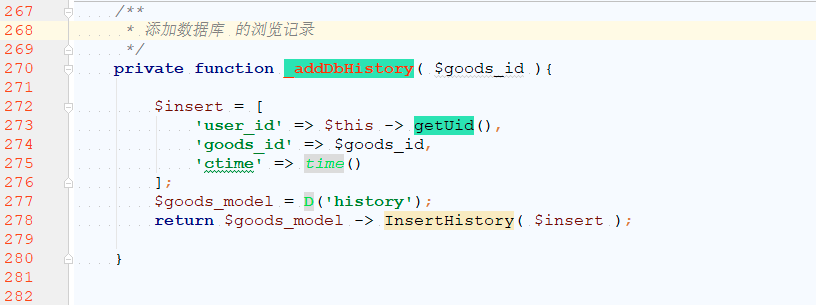 267 /**
268 * 添加数据库 的浏览记录
269 */
270 private function _addDbHistory( $goods_id ){
271
272 $insert = [
273 'user_id' => $this -> getUid(),
274 'goods_id' => $goods_id,
275 'ctime' => time()
276 ];
277 $goods_model = D('history');
278 return $goods_model -> InsertHistory( $insert );
279
280 }
281
282